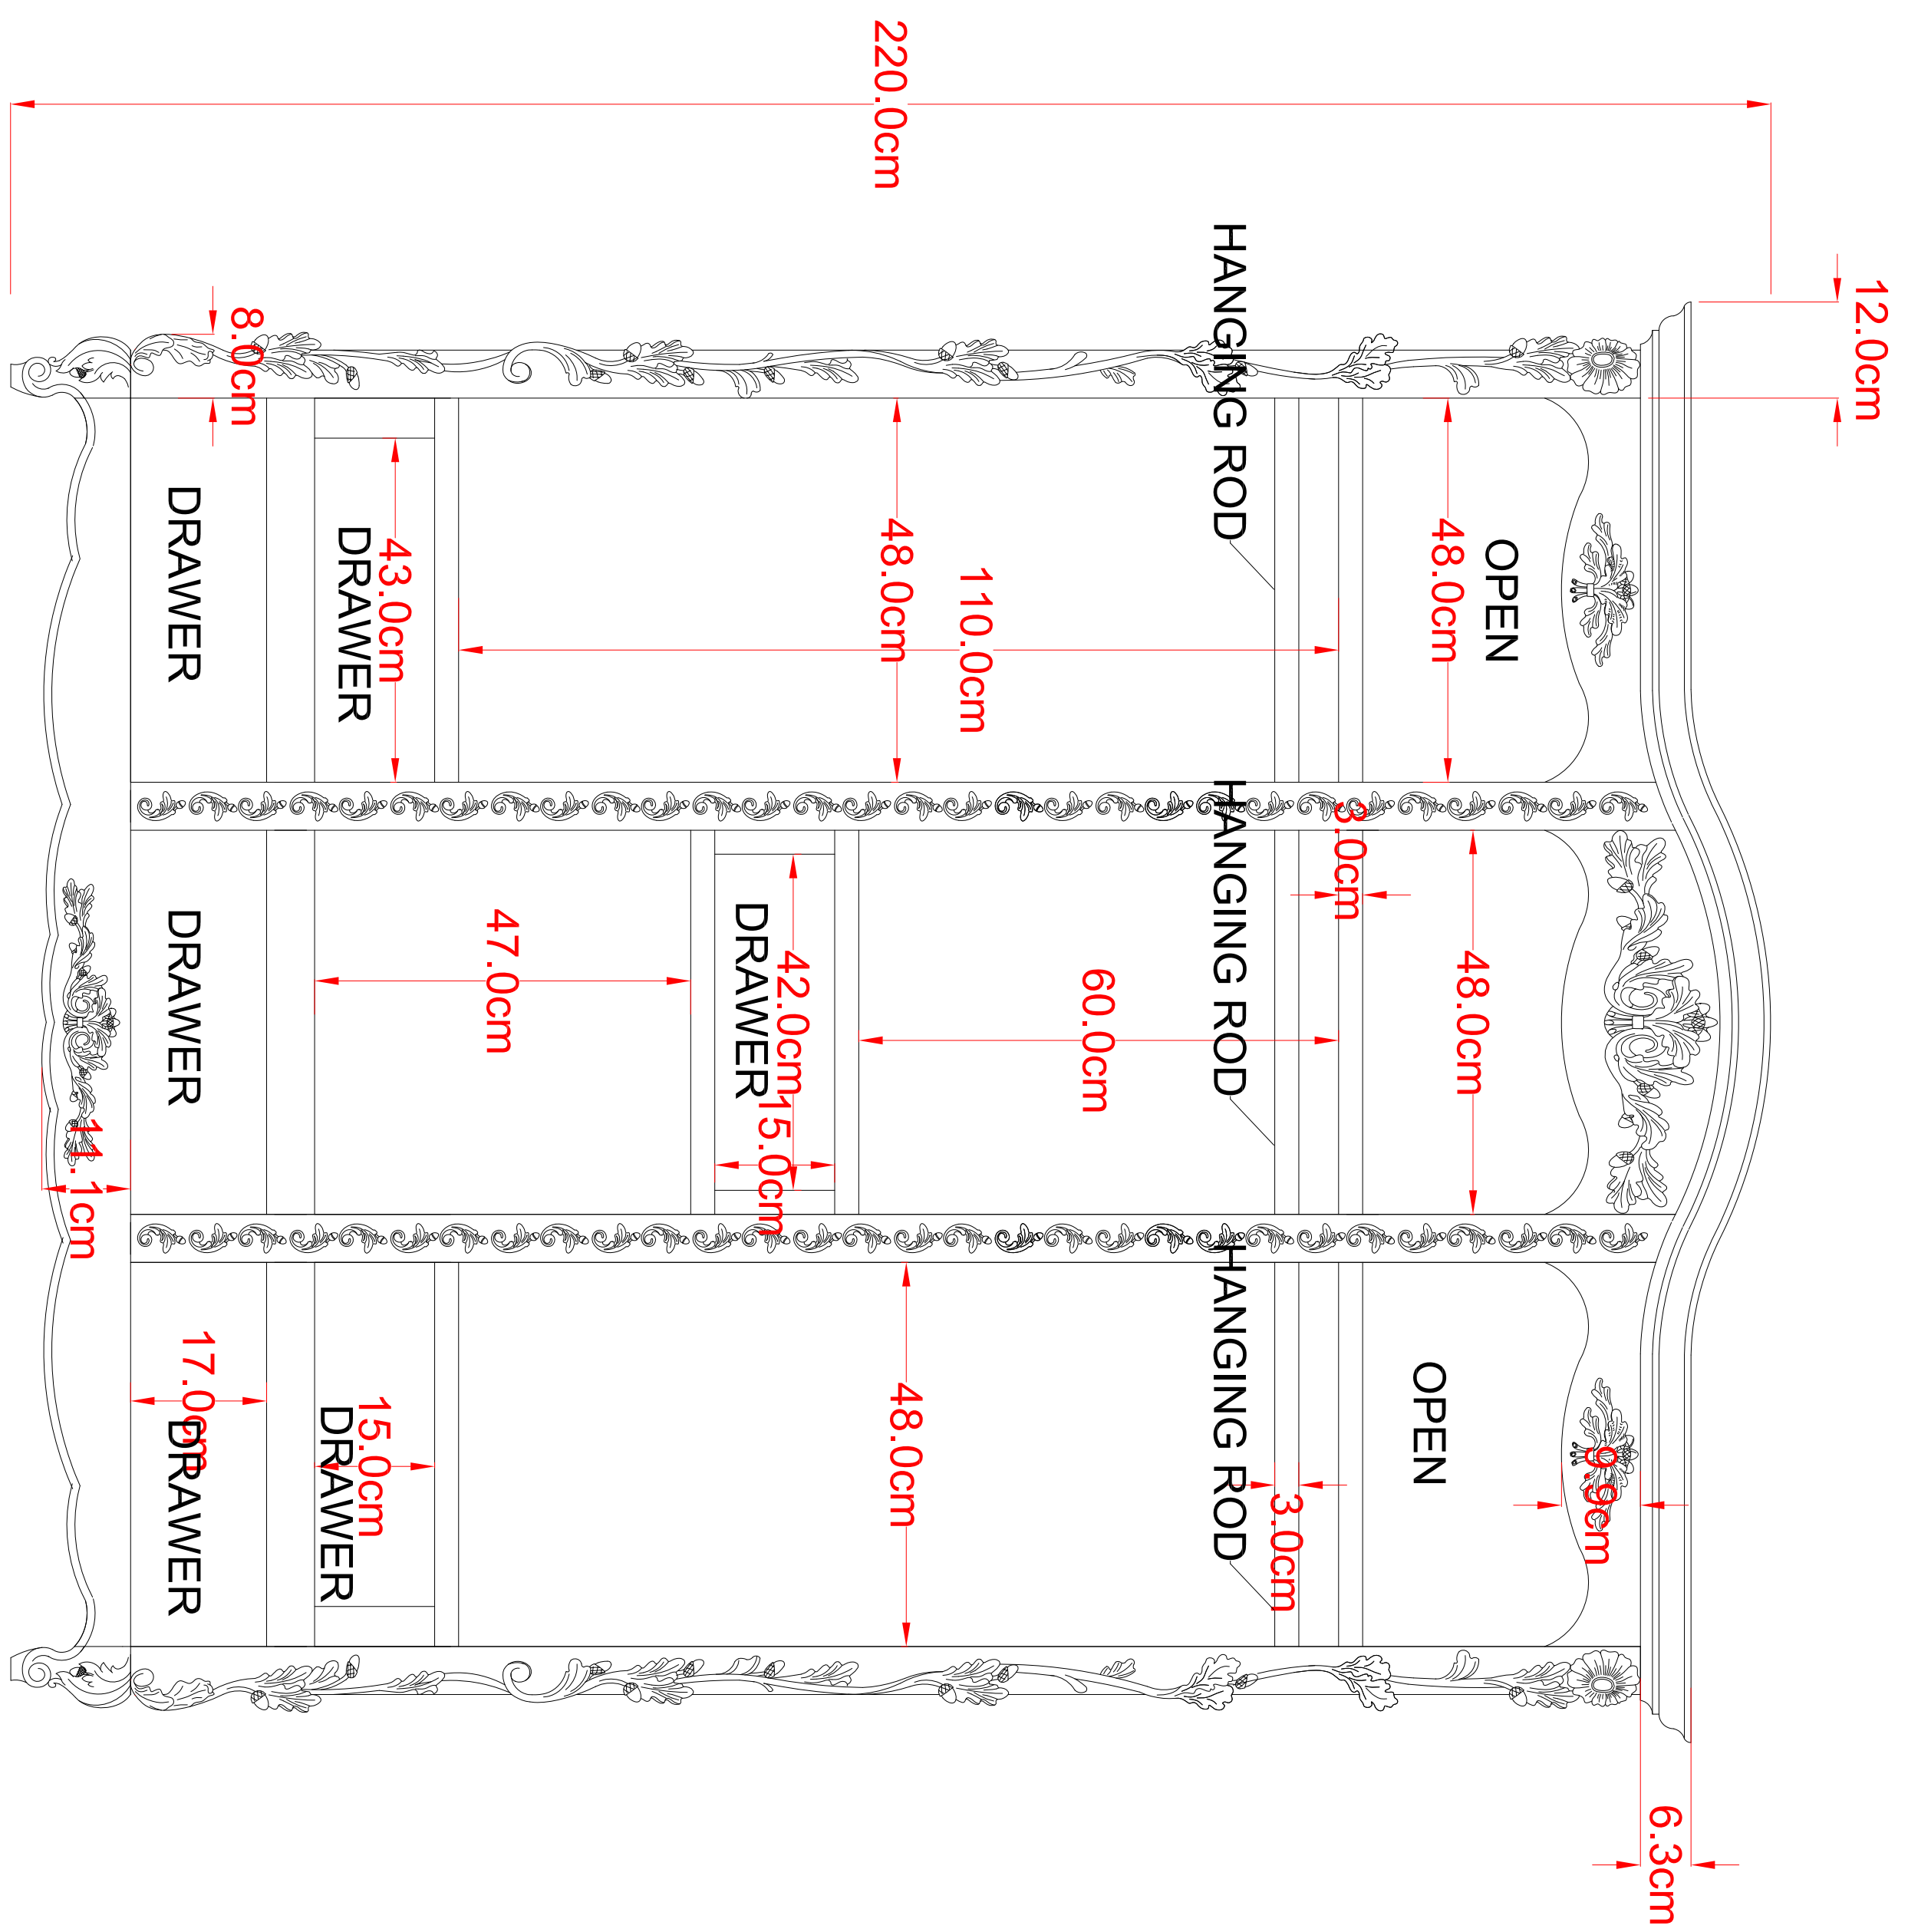 220.0cm
12.0cm
6.3cm
9.9cm
OPEN
48.0cm
48.0cm
OPEN
3.0cm
3.0cm
HANGING ROD
HANGING ROD
HANGING ROD
60.0cm
110.0cm
48.0cm
48.0cm
42.0cm
15.0cm
DRAWER
47.0cm
43.0cm
DRAWER
15.0cm
DRAWER
8.0cm
17.0cm
DRAWER
DRAWER
DRAWER
11.1cm